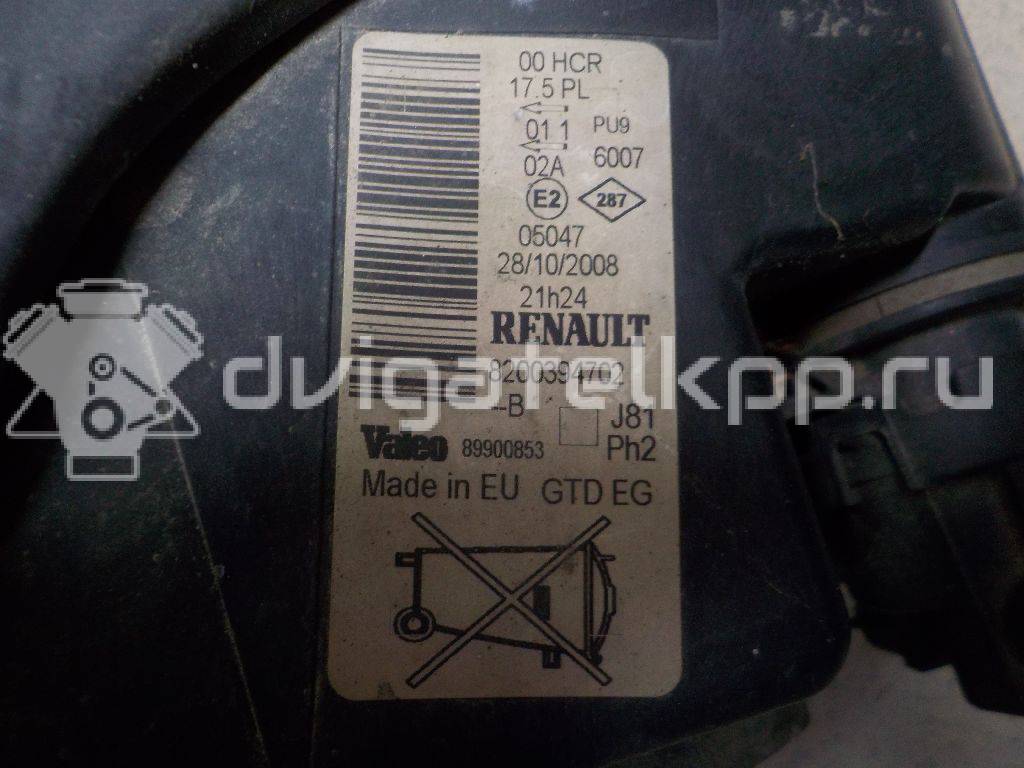 00 HCR
17.5 PL
01 1 PU9
02A 6007
E2 287
05047
28/10/2008
21h24
RENAULT
8200394702
--B J81
Valeo 89900853 Ph2
Made in EU GTD EG
dvigatelkpp.ru